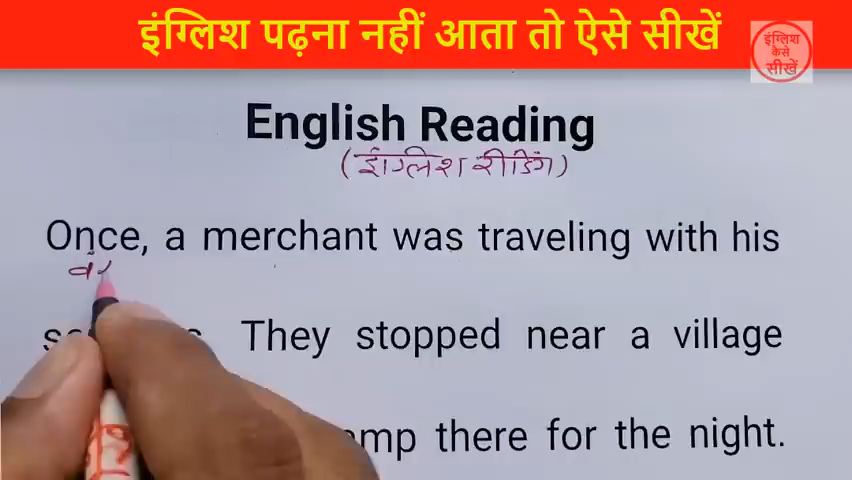 इंग्लिश पढ़ना नहीं आता तो ऐसे सीखें
इंग्लिश
कैसे
सीखें
English Reading
(इंग्लिश रीडिंग)
Once, a merchant was traveling with his
They stopped near a village
there for the night.